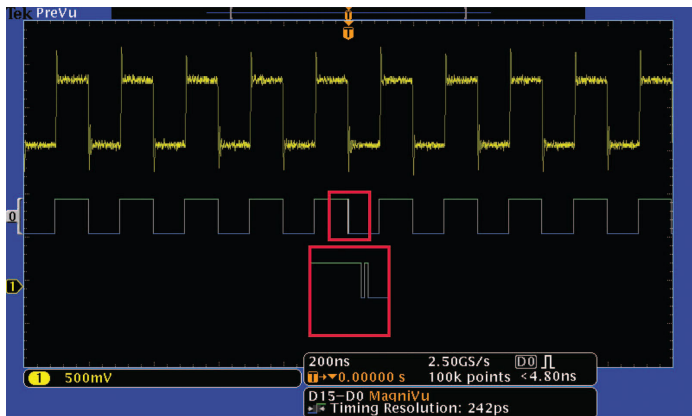 Tek PreVu
T
T
0
1
200ns 2.50GS/s D0
T→▼0.00000 s 100k points <4.80ns
1 500mV
D15-D0 MagniVu
Timing Resolution: 242ps